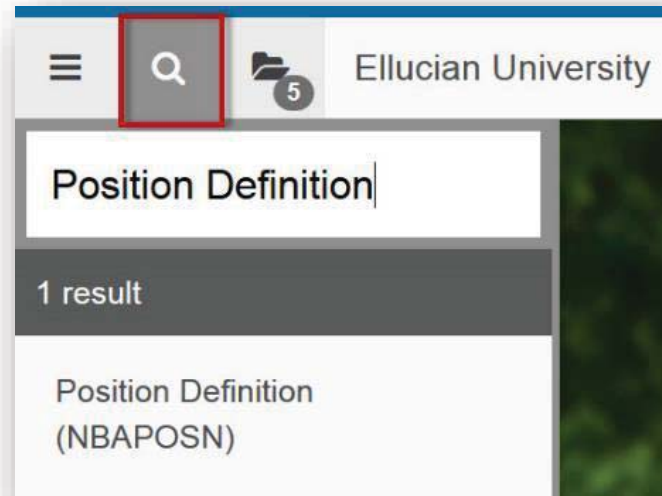 5
Ellucian University
Position Definition
1 result
Position Definition
(NBAPOSN)